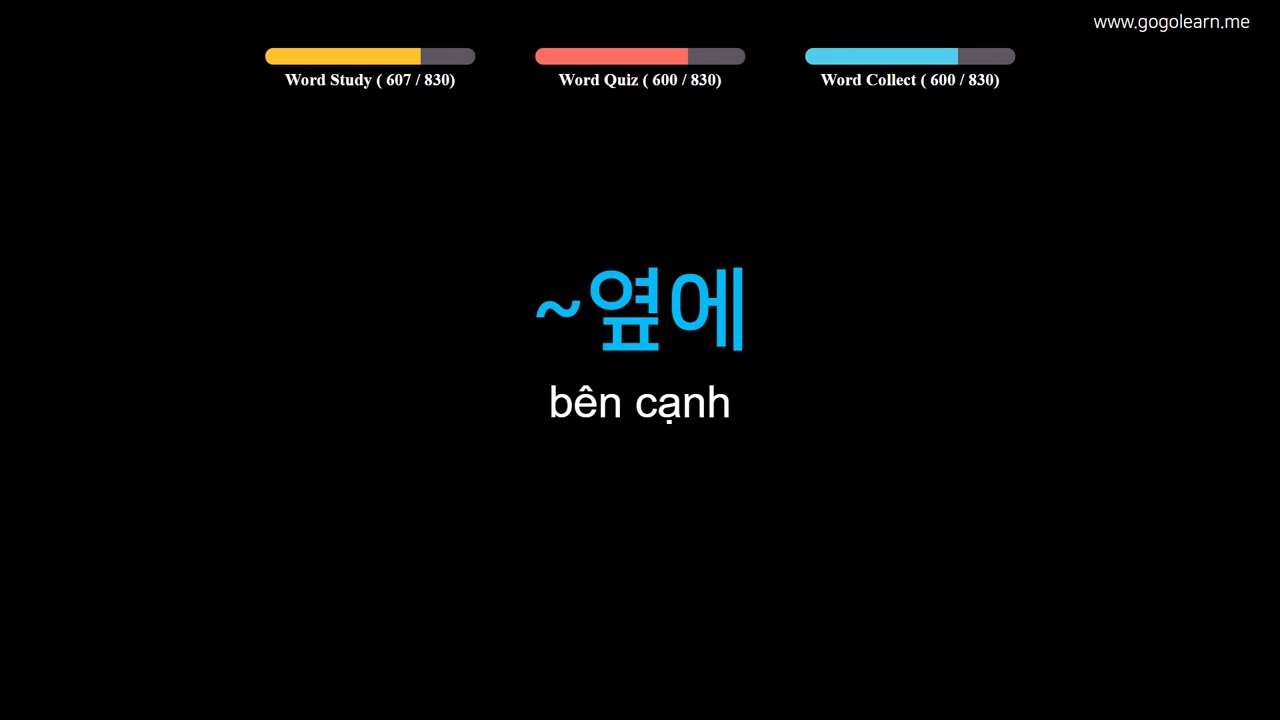 www.gogolearn.me
Word Study ( 607 / 830)
Word Quiz ( 600 / 830)
Word Collect ( 600 / 830)
~옆에
bên cạnh